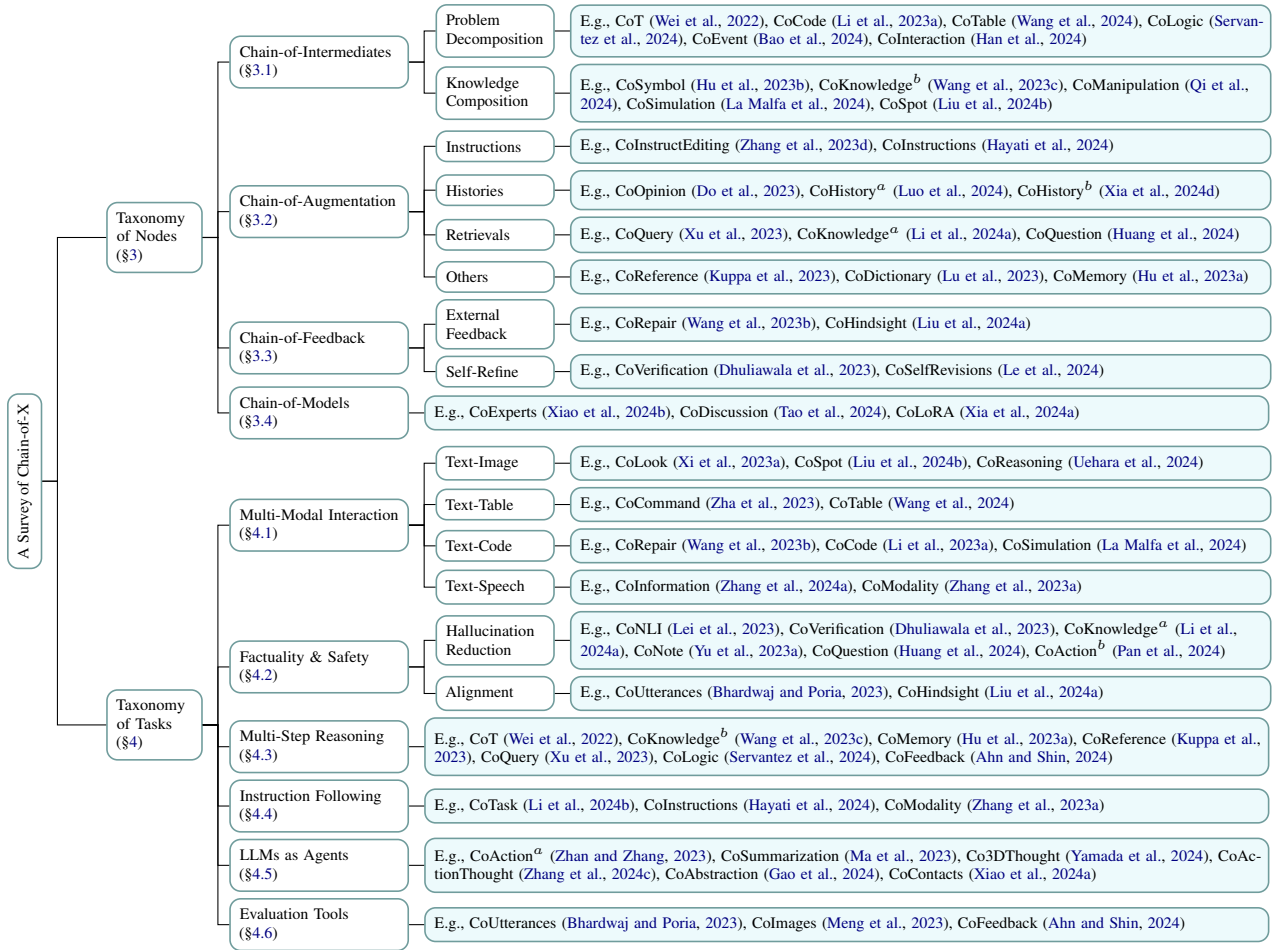 A Survey of Chain-of-X
Taxonomy
of Nodes
(§3)
Chain-of-Intermediates
(§3.1)
Problem
Decomposition
E.g., CoT (Wei et al., 2022), CoCode (Li et al., 2023a), CoTable (Wang et al., 2024), CoLogic (Servan-
tez et al., 2024), CoEvent (Bao et al., 2024), CoInteraction (Han et al., 2024)
Knowledge
Composition
E.g., CoSymbol (Hu et al., 2023b), CoKnowledge^b (Wang et al., 2023c), CoManipulation (Qi et al.,
2024), CoSimulation (La Malfa et al., 2024), CoSpot (Liu et al., 2024b)
Chain-of-Augmentation
(§3.2)
Instructions
E.g., CoInstructEditing (Zhang et al., 2023d), CoInstructions (Hayati et al., 2024)
Histories
E.g., CoOpinion (Do et al., 2023), CoHistory^a (Luo et al., 2024), CoHistory^b (Xia et al., 2024d)
Retrievals
E.g., CoQuery (Xu et al., 2023), CoKnowledge^a (Li et al., 2024a), CoQuestion (Huang et al., 2024)
Others
E.g., CoReference (Kuppa et al., 2023), CoDictionary (Lu et al., 2023), CoMemory (Hu et al., 2023a)
Chain-of-Feedback
(§3.3)
External
Feedback
E.g., CoRepair (Wang et al., 2023b), CoHindsight (Liu et al., 2024a)
Self-Refine
E.g., CoVerification (Dhuliawala et al., 2023), CoSelfRevisions (Le et al., 2024)
Chain-of-Models
(§3.4)
E.g., CoExperts (Xiao et al., 2024b), CoDiscussion (Tao et al., 2024), CoLoRA (Xia et al., 2024a)
Taxonomy
of Tasks
(§4)
Multi-Modal Interaction
(§4.1)
Text-Image
E.g., CoLook (Xi et al., 2023a), CoSpot (Liu et al., 2024b), CoReasoning (Uehara et al., 2024)
Text-Table
E.g., CoCommand (Zha et al., 2023), CoTable (Wang et al., 2024)
Text-Code
E.g., CoRepair (Wang et al., 2023b), CoCode (Li et al., 2023a), CoSimulation (La Malfa et al., 2024)
Text-Speech
E.g., CoInformation (Zhang et al., 2024a), CoModality (Zhang et al., 2023a)
Factuality & Safety
(§4.2)
Hallucination
Reduction
E.g., CoNLI (Lei et al., 2023), CoVerification (Dhuliawala et al., 2023), CoKnowledge^a (Li et al.,
2024a), CoNote (Yu et al., 2023a), CoQuestion (Huang et al., 2024), CoAction^b (Pan et al., 2024)
Alignment
E.g., CoUtterances (Bhardwaj and Poria, 2023), CoHindsight (Liu et al., 2024a)
Multi-Step Reasoning
(§4.3)
E.g., CoT (Wei et al., 2022), CoKnowledge^b (Wang et al., 2023c), CoMemory (Hu et al., 2023a), CoReference (Kuppa et al.,
2023), CoQuery (Xu et al., 2023), CoLogic (Servantez et al., 2024), CoFeedback (Ahn and Shin, 2024)
Instruction Following
(§4.4)
E.g., CoTask (Li et al., 2024b), CoInstructions (Hayati et al., 2024), CoModality (Zhang et al., 2023a)
LLMs as Agents
(§4.5)
E.g., CoAction^a (Zhan and Zhang, 2023), CoSummarization (Ma et al., 2023), Co3DThought (Yamada et al., 2024), CoAc-
tionThought (Zhang et al., 2024c), CoAbstraction (Gao et al., 2024), CoContacts (Xiao et al., 2024a)
Evaluation Tools
(§4.6)
E.g., CoUtterances (Bhardwaj and Poria, 2023), CoImages (Meng et al., 2023), CoFeedback (Ahn and Shin, 2024)